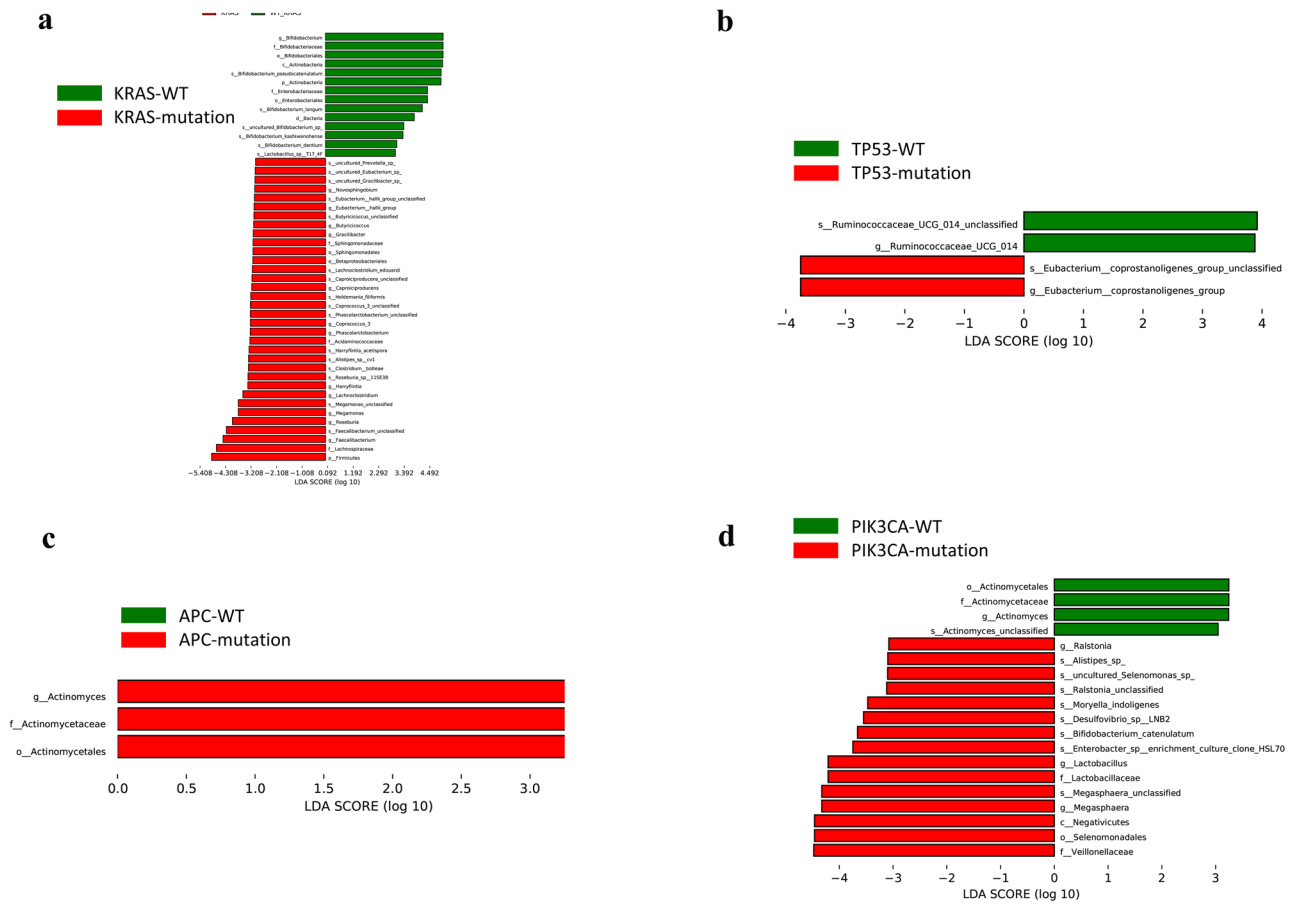 a
KRAS WT_KRAS
g__Bifidobacterium
f__Bifidobacteriaceae
o__Bifidobacteriales
c__Actinobacteria
s__Bifidobacterium_pseudocatenulatum
p__Actinobacteria
f__Enterobacteriaceae
o__Enterobacteriales
s__Bifidobacterium_longum
d__Bacteria
s__uncultured_Bifidobacterium_sp_
s__Bifidobacterium_kashiwanohense
s__Bifidobacterium_dentium
s__Lactobacillus_sp__T17_4F
KRAS-WT
KRAS-mutation
s__uncultured_Prevotella_sp_
s__uncultured_Eubacterium_sp_
s__uncultured_Gracilibacter_sp_
g__Novosphingobium
s__Eubacterium__hallii_group_unclassified
g__Eubacterium__hallii_group
s__Butyricicoccus_unclassified
g__Butyricicoccus
g__Gracilibacter
f__Sphingomonadaceae
o__Sphingomonadales
o__Betaproteobacteriales
s__Lachnoclostridium_edouardi
s__Caproiciproducens_unclassified
g__Caproiciproducens
s__Holdemania_filiformis
s__Coprococcus_3_unclassified
s__Phascolarctobacterium_unclassified
g__Coprococcus_3
g__Phascolarctobacterium
f__Acidaminococcaceae
s__Harryflintia_acetispora
s__Alistipes_sp__cv1
s__Clostridium__bolteae
s__Roseburia_sp__11SE38
g__Harryflintia
g__Lachnoclostridium
s__Megamonas_unclassified
g__Megamonas
g__Roseburia
s__Faecalibacterium_unclassified
g__Faecalibacterium
f__Lachnospiraceae
p__Firmicutes
−5.408 −4.308 −3.208 −2.108 −1.008 0.092 1.192 2.292 3.392 4.492
LDA SCORE (log 10)
b
TP53-WT
TP53-mutation
s__Ruminococcaceae_UCG_014_unclassified
g__Ruminococcaceae_UCG_014
s__Eubacterium__coprostanoligenes_group_unclassified
g__Eubacterium__coprostanoligenes_group
−4 −3 −2 −1 0 1 2 3 4
LDA SCORE (log 10)
c
APC-WT
APC-mutation
g__Actinomyces
f__Actinomycetaceae
o__Actinomycetales
0.0 0.5 1.0 1.5 2.0 2.5 3.0
LDA SCORE (log 10)
d
PIK3CA-WT
PIK3CA-mutation
o__Actinomycetales
f__Actinomycetaceae
g__Actinomyces
s__Actinomyces_unclassified
g__Ralstonia
s__Alistipes_sp_
s__uncultured_Selenomonas_sp_
s__Ralstonia_unclassified
s__Moryella_indoligenes
s__Desulfovibrio_sp__LNB2
s__Bifidobacterium_catenulatum
s__Enterobacter_sp__enrichment_culture_clone_HSL70
g__Lactobacillus
f__Lactobacillaceae
s__Megasphaera_unclassified
g__Megasphaera
c__Negativicutes
o__Selenomonadales
f__Veillonellaceae
−4 −3 −2 −1 0 1 2 3
LDA SCORE (log 10)